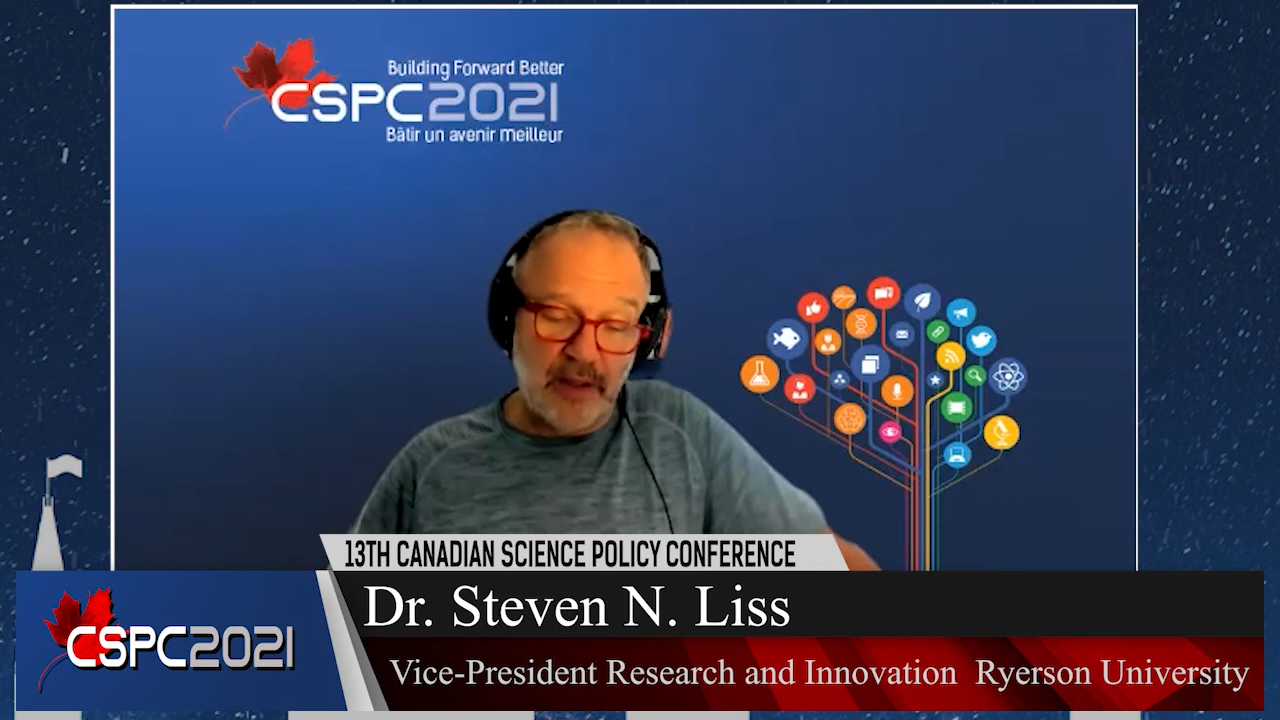 Building Forward Better
CSPC2021
Bâtir un avenir meilleur
13TH CANADIAN SCIENCE POLICY CONFERENCE
Dr. Steven N. Liss
CSPC2021
Vice-President Research and Innovation Ryerson University